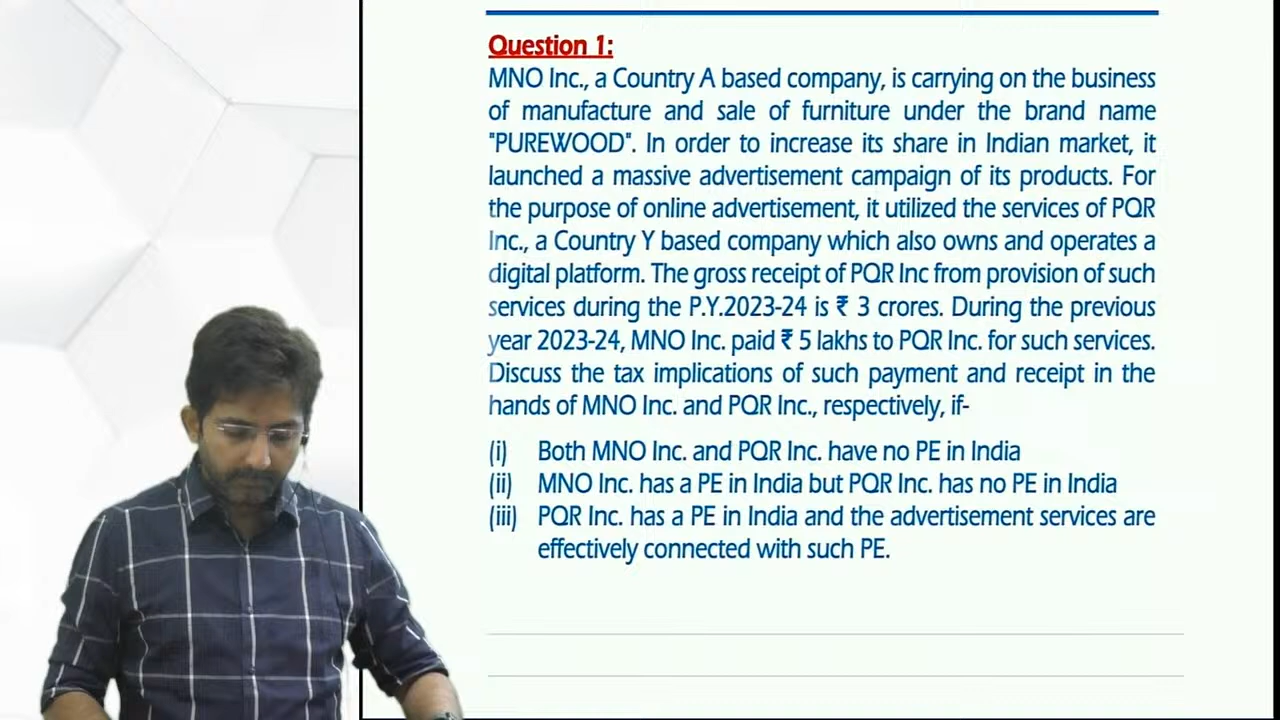 Question 1:
MNO Inc., a Country A based company, is carrying on the business
of manufacture and sale of furniture under the brand name
"PUREWOOD". In order to increase its share in Indian market, it
launched a massive advertisement campaign of its products. For
the purpose of online advertisement, it utilized the services of PQR
Inc., a Country Y based company which also owns and operates a
digital platform. The gross receipt of PQR Inc from provision of such
services during the P.Y.2023-24 is ₹ 3 crores. During the previous
year 2023-24, MNO Inc. paid ₹ 5 lakhs to PQR Inc. for such services.
Discuss the tax implications of such payment and receipt in the
hands of MNO Inc. and PQR Inc., respectively, if-
(i) Both MNO Inc. and PQR Inc. have no PE in India
(ii) MNO Inc. has a PE in India but PQR Inc. has no PE in India
(iii) PQR Inc. has a PE in India and the advertisement services are
effectively connected with such PE.